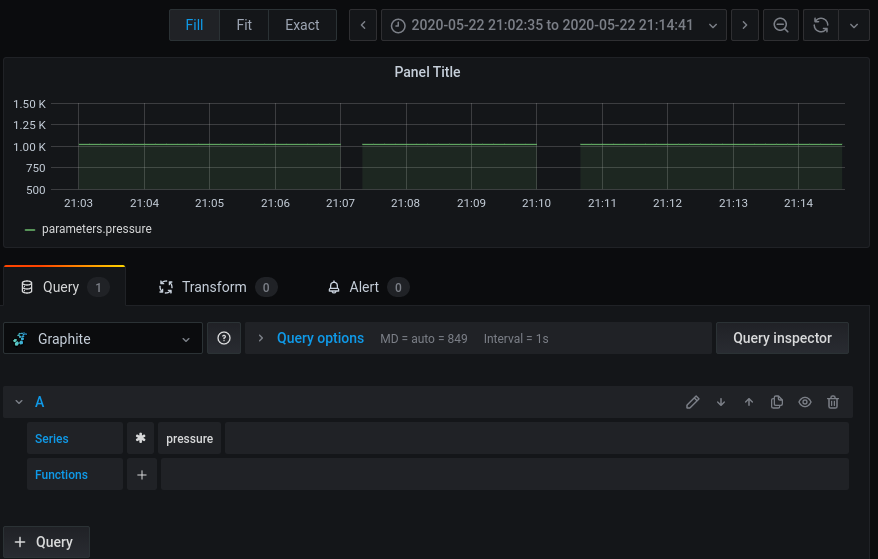 Fill Fit Exact 2020-05-22 21:02:35 to 2020-05-22 21:14:41
Panel Title
1.50 K
1.25 K
1.00 K
750
500
21:03 21:04 21:05 21:06 21:07 21:08 21:09 21:10 21:11 21:12 21:13 21:14
parameters.pressure
Query 1 Transform 0 Alert 0
Graphite Query options MD = auto = 849 Interval = 1s Query inspector
A
Series * pressure
Functions +
+ Query